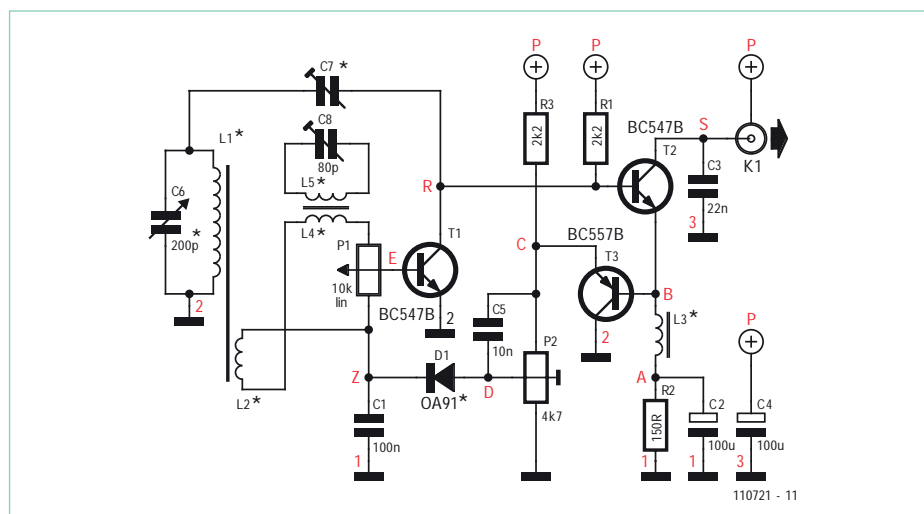 P
P
P
C7 *
R3
2k2
R1
2k2
BC547B
S
T2
K1
C3
22n
3
L1*
C8
80p
C6
200p *
L5*
L4*
R
2
P1
10k
lin
E
T1
BC547B
2
C
BC557B
T3
2
B
L3*
P
C5
10n
P2
4k7
L2*
Z
D1
OA91*
D
A
C1
100n
1
R2
150R
1
C2
100u
1
C4
100u
3
110721 - 11